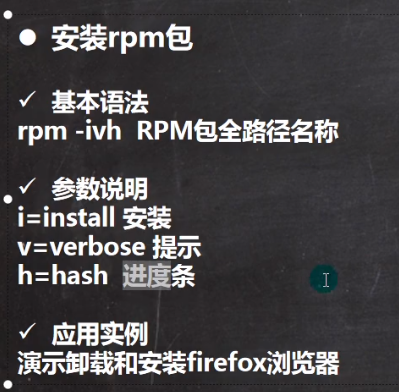 ● 安装rpm包
✓ 基本语法
rpm -ivh RPM包全路径名称
✓ 参数说明
i=install 安装
v=verbose 提示
h=hash 进度条
✓ 应用实例
演示卸载和安装firefox浏览器